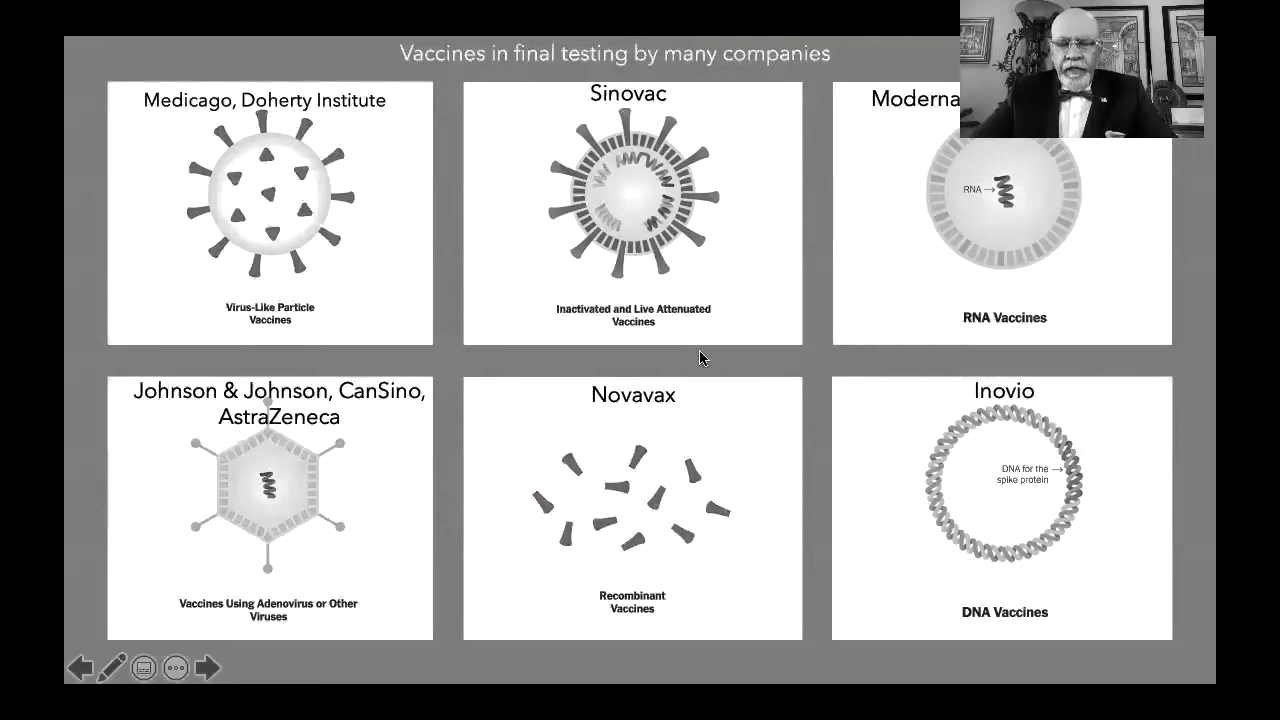 Vaccines in final testing by many companies
Medicago, Doherty Institute
Virus-Like Particle
Vaccines
Sinovac
Inactivated and Live Attenuated
Vaccines
Moderna
RNA
RNA Vaccines
Johnson & Johnson, CanSino,
AstraZeneca
Vaccines Using Adenovirus or Other
Viruses
Novavax
Recombinant
Vaccines
Inovio
DNA for the
spike protein
DNA Vaccines